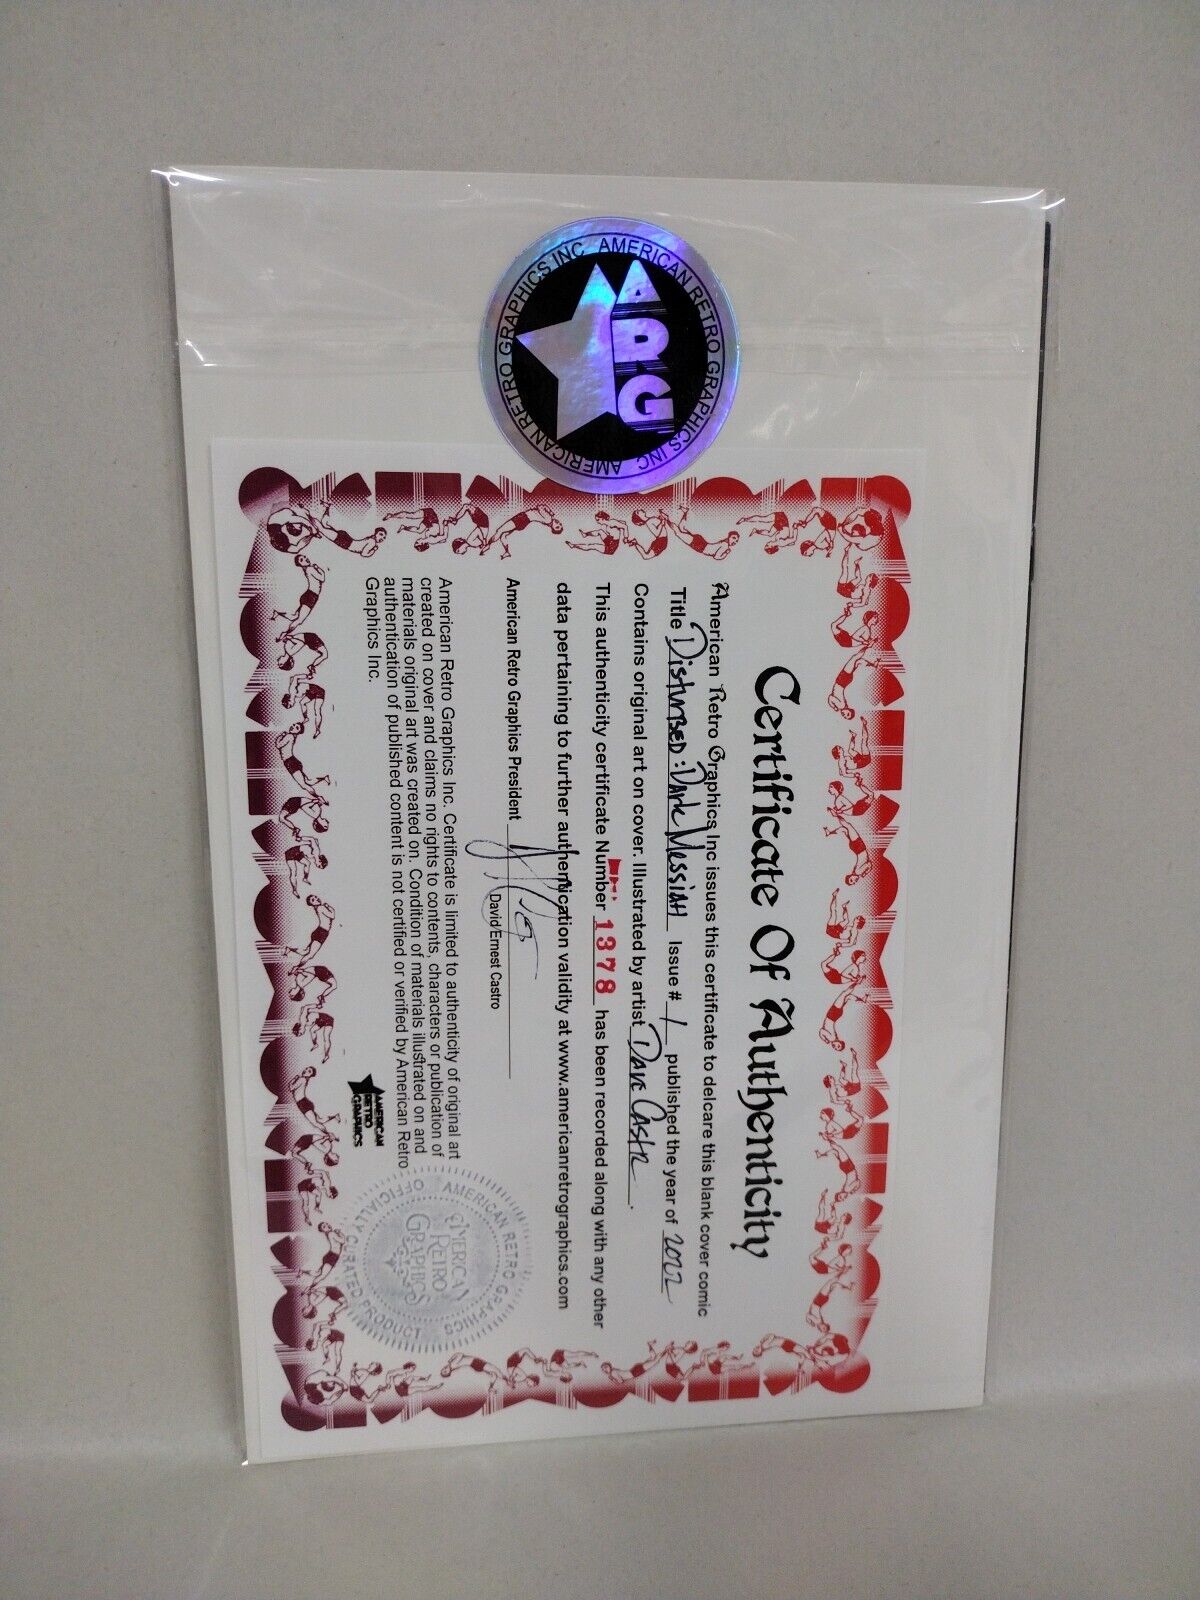 AMERICAN RETRO GRAPHICS INC AMERICAN RETRO GRAPHICS INC
ARG
Certificate Of Authenticity
American Retro Graphics Inc issues this certificate to delcare this blank cover comic
Title Disturbed: Dark Messiah Issue # 1 published the year of 2022
Contains original art on cover. Illustrated by artist Dave Castr.
This authenticity certificate Number 1378 has been recorded along with any other
data pertaining to further authentication validity at www.americanretrographics.com
American Retro Graphics President
David Ernest Castro
American Retro Graphics Inc. Certificate is limited to authenticity of original art
created on cover and claims no rights to contents, characters or publication of
materials original art was created on. Condition of materials illustrated on and
authentication of published content is not certified or verified by American Retro
Graphics Inc.
AMERICAN
RETRO
GRAPHICS
AMERICAN RETRO GRAPHICS
OFFICIALLY CURATED PRODUCT
AMERICAN
RETRO
GRAPHICS